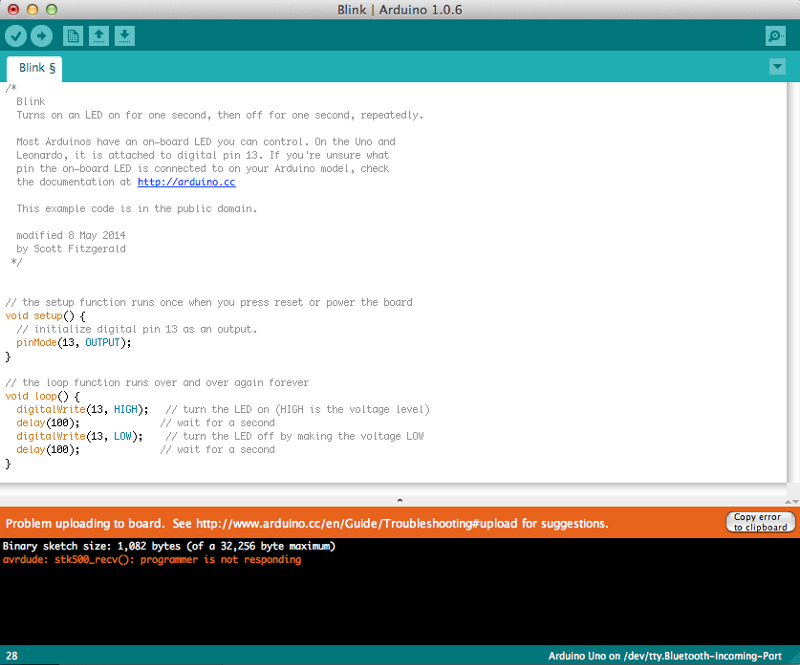 Blink | Arduino 1.0.6
Blink §
/*
Blink
Turns on an LED on for one second, then off for one second, repeatedly.
Most Arduinos have an on-board LED you can control. On the Uno and
Leonardo, it is attached to digital pin 13. If you're unsure what
pin the on-board LED is connected to on your Arduino model, check
the documentation at http://arduino.cc
This example code is in the public domain.
modified 8 May 2014
by Scott Fitzgerald
*/
// the setup function runs once when you press reset or power the board
void setup() {
// initialize digital pin 13 as an output.
pinMode(13, OUTPUT);
}
// the loop function runs over and over again forever
void loop() {
digitalWrite(13, HIGH);   // turn the LED on (HIGH is the voltage level)
delay(100);               // wait for a second
digitalWrite(13, LOW);    // turn the LED off by making the voltage LOW
delay(100);               // wait for a second
}
Problem uploading to board.  See http://www.arduino.cc/en/Guide/Troubleshooting#upload for suggestions.
Copy error
to clipboard
Binary sketch size: 1,082 bytes (of a 32,256 byte maximum)
avrdude: stk500_recv(): programmer is not responding
28
Arduino Uno on /dev/tty.Bluetooth-Incoming-Port